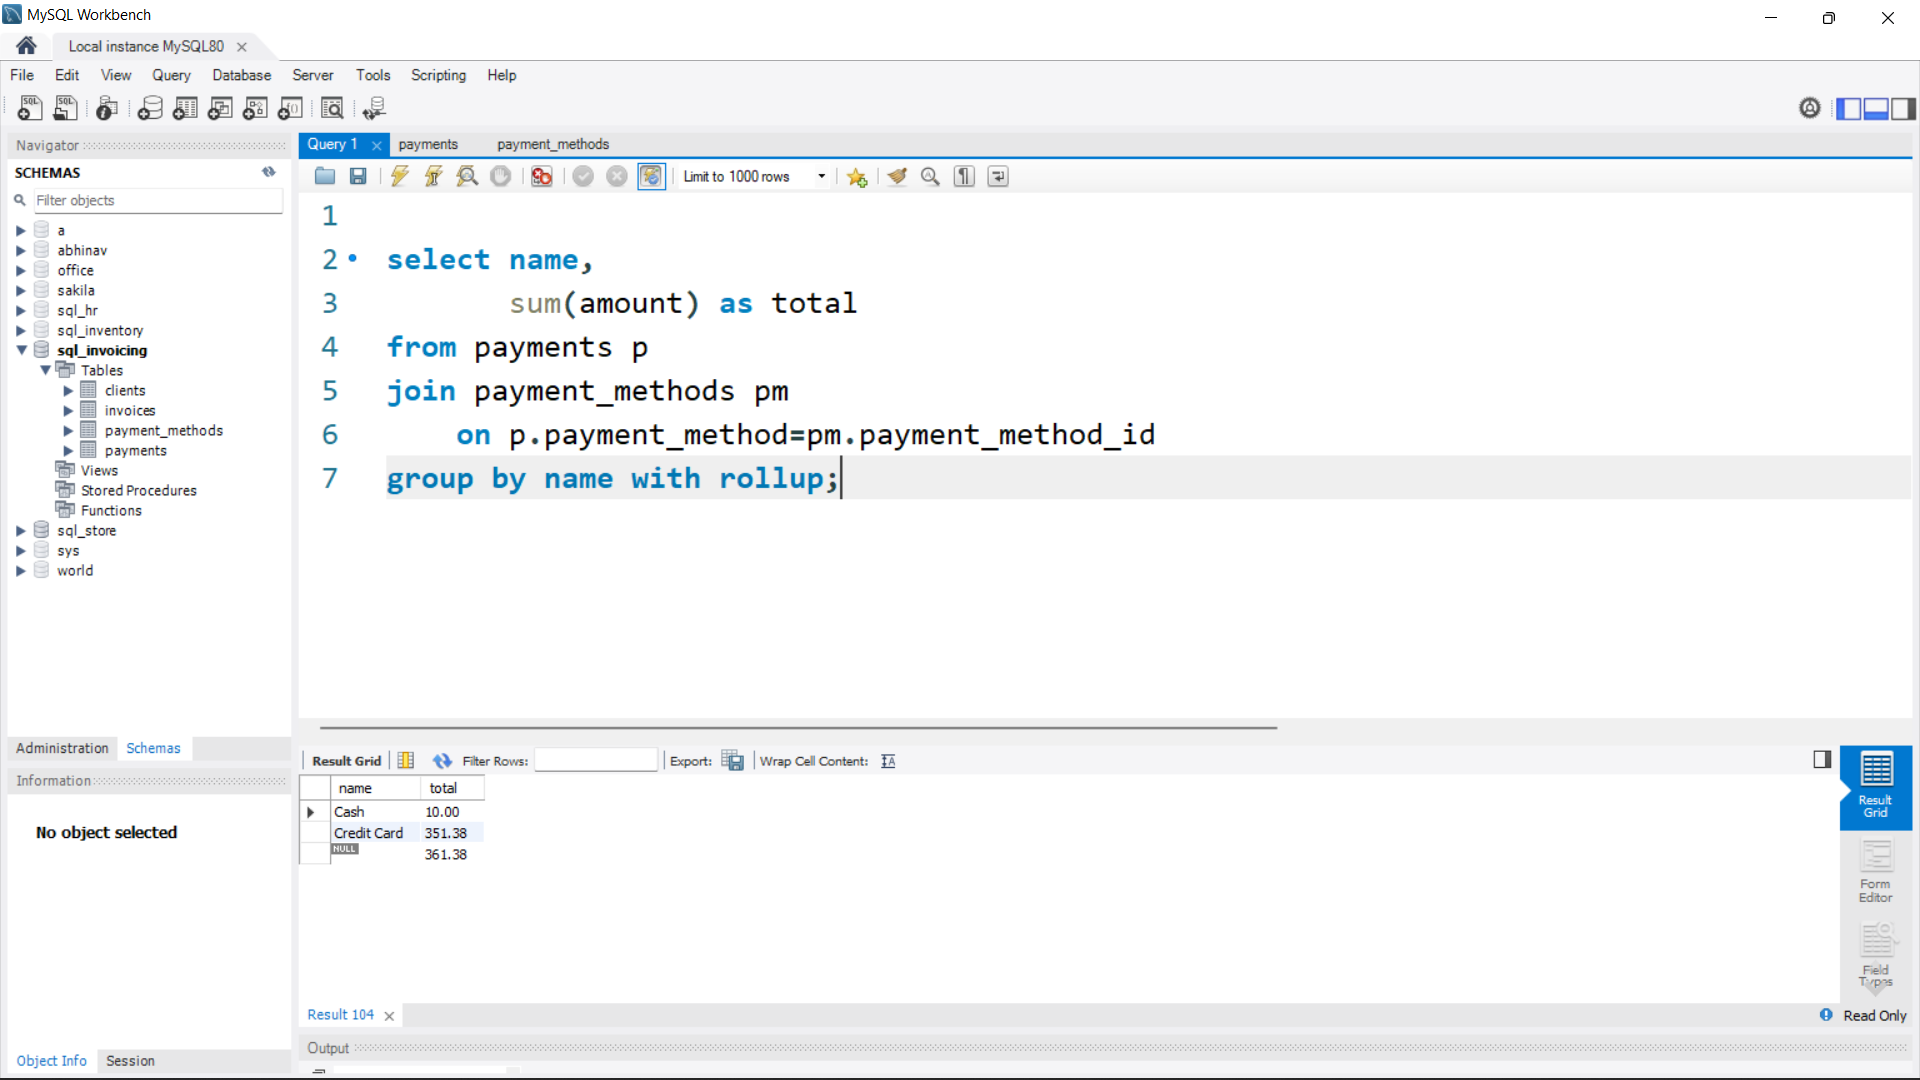 MySQL Workbench
Local instance MySQL80
File Edit View Query Database Server Tools Scripting Help
Navigator
SCHEMAS
Filter objects
a
abhinav
office
sakila
sql_hr
sql_inventory
sql_invoicing
Tables
clients
invoices
payment_methods
payments
Views
Stored Procedures
Functions
sql_store
sys
world
Administration Schemas
Information
No object selected
Object Info Session
Query 1 payments payment_methods
Limit to 1000 rows
1
2 select name,
3 sum(amount) as total
4 from payments p
5 join payment_methods pm
6 on p.payment_method=pm.payment_method_id
7 group by name with rollup;
Result Grid Filter Rows: Export: Wrap Cell Content:
name total
Cash 10.00
Credit Card 351.38
NULL 361.38
Result Grid
Form Editor
Field Types
Result 104
Read Only
Output